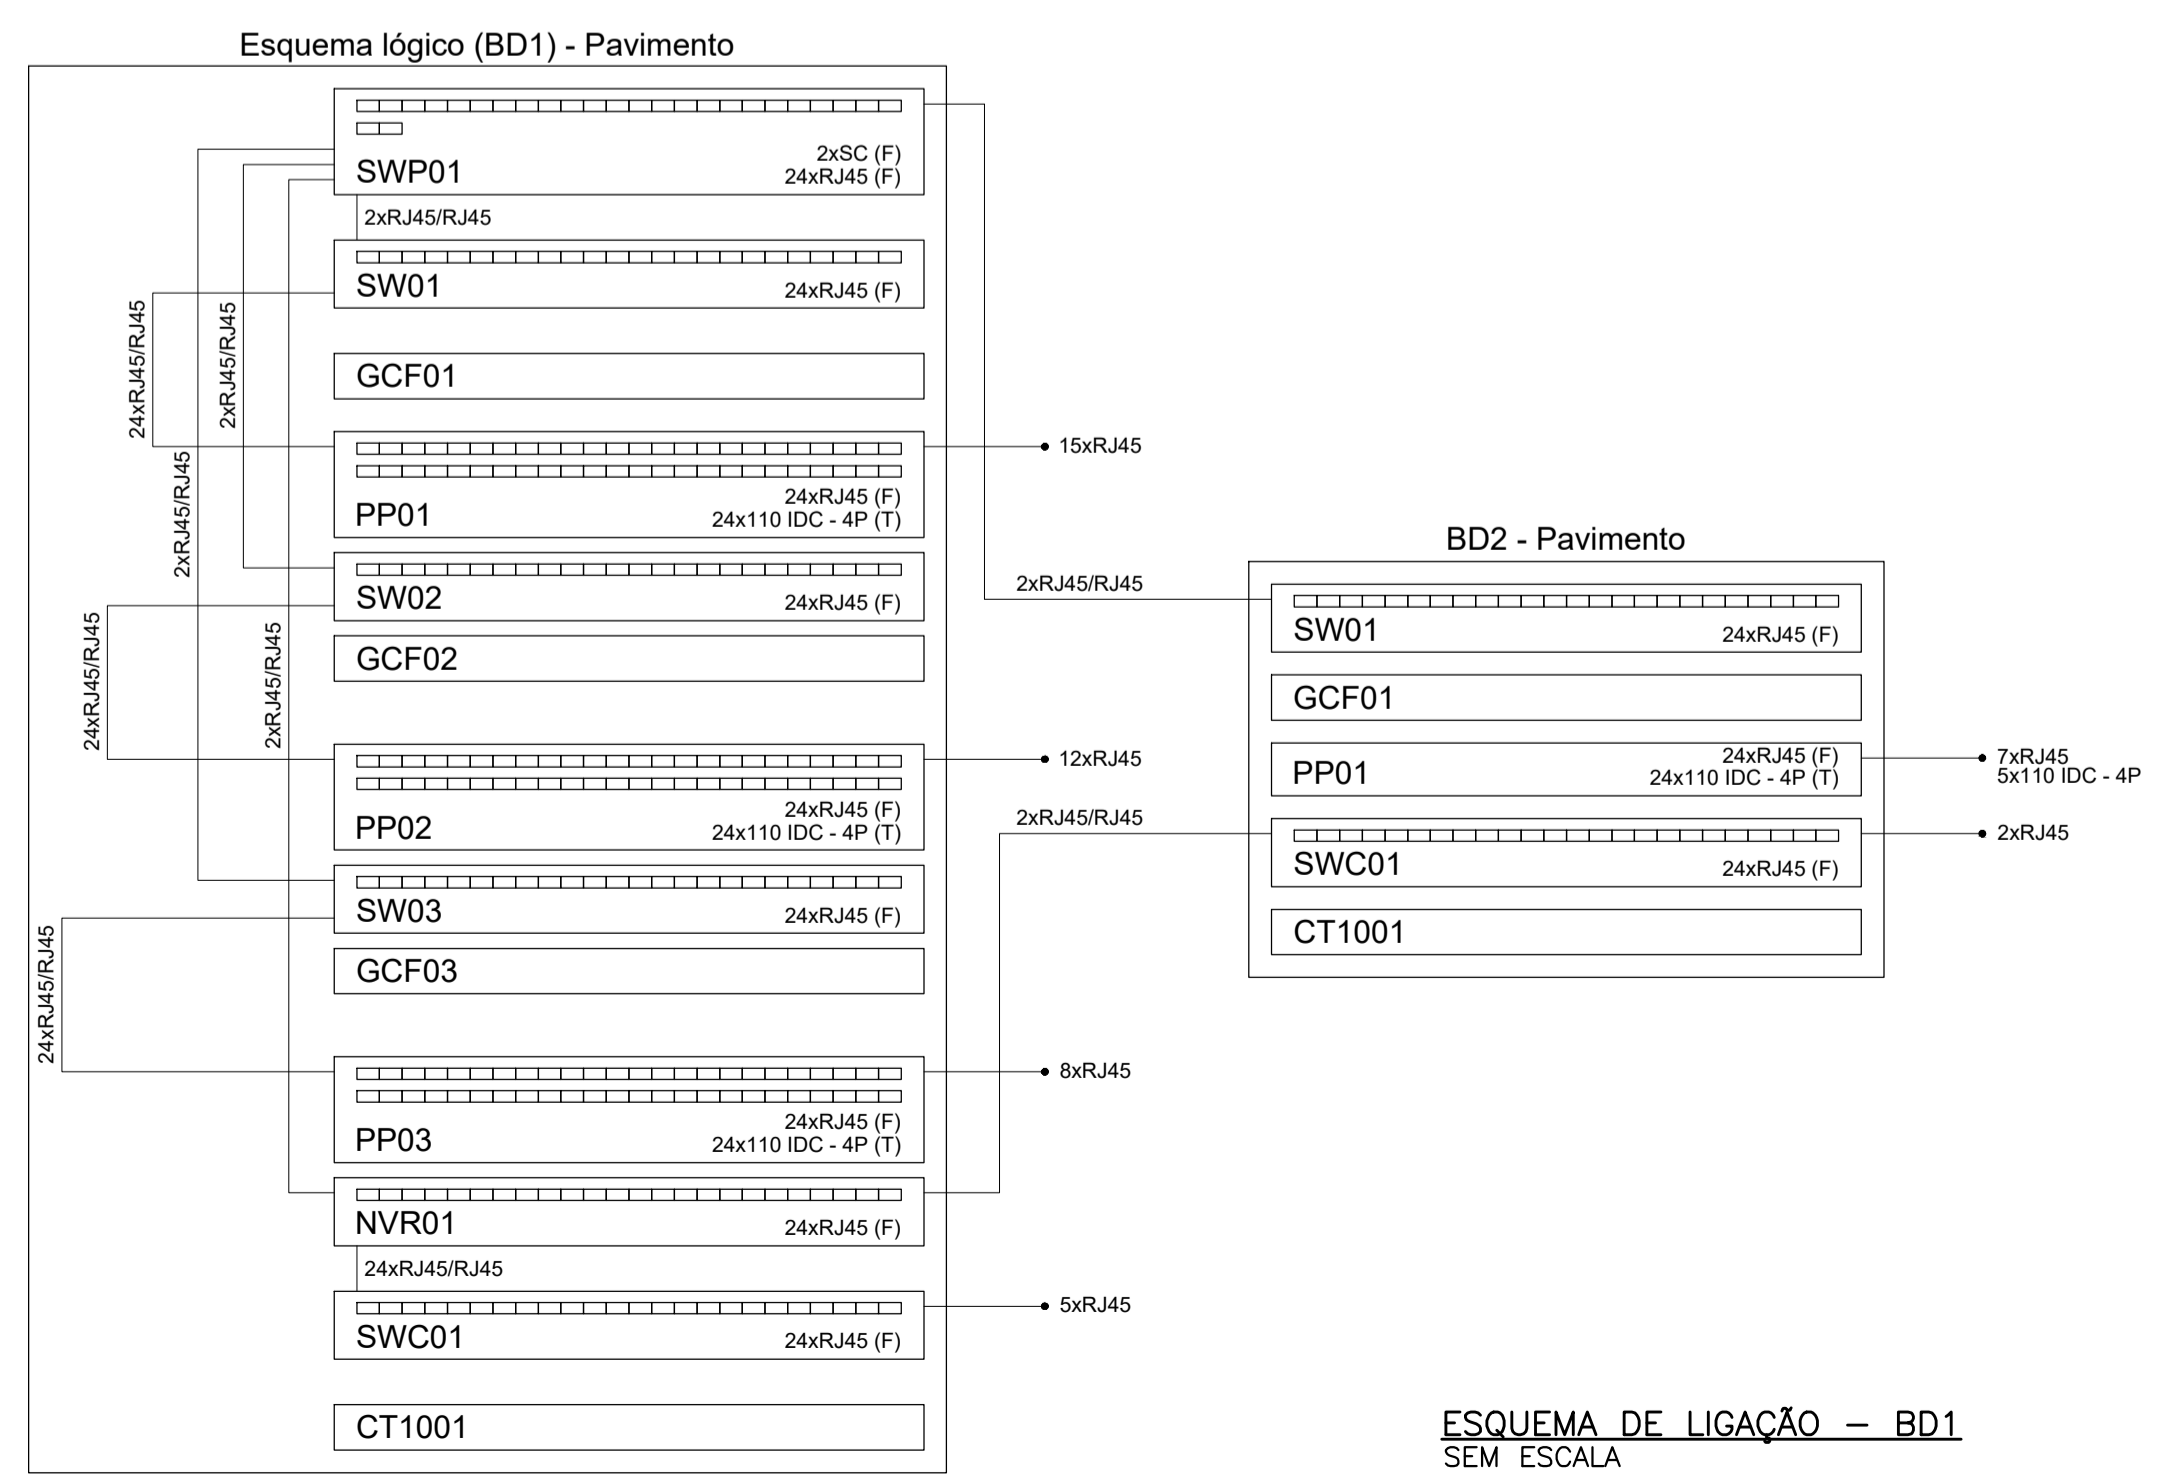 Esquema lógico (BD1) - Pavimento
2xSC (F)
SWP01
24xRJ45 (F)
2xRJ45/RJ45
SW01
24xRJ45 (F)
24xRJ45/RJ45
2xRJ45/RJ45
GCF01
15xRJ45
2xRJ45/RJ45
24xRJ45 (F)
PP01
24x110 IDC - 4P (T)
SW02
24xRJ45 (F)
24xRJ45/RJ45
2xRJ45/RJ45
GCF02
12xRJ45
24xRJ45 (F)
PP02
24x110 IDC - 4P (T)
SW03
24xRJ45 (F)
24xRJ45/RJ45
GCF03
8xRJ45
24xRJ45 (F)
PP03
24x110 IDC - 4P (T)
NVR01
24xRJ45 (F)
24xRJ45/RJ45
5xRJ45
SWC01
24xRJ45 (F)
CT1001
BD2 - Pavimento
2xRJ45/RJ45
SW01
24xRJ45 (F)
GCF01
PP01
24xRJ45 (F)
24x110 IDC - 4P (T)
7xRJ45
5x110 IDC - 4P
2xRJ45/RJ45
2xRJ45
SWC01
24xRJ45 (F)
CT1001
ESQUEMA DE LIGAÇÃO – BD1
SEM ESCALA